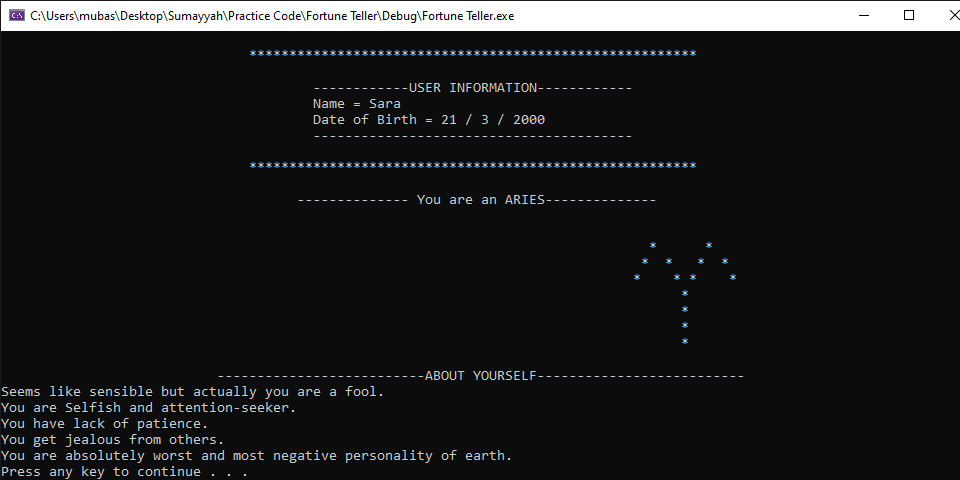 C:\Users\mubas\Desktop\Sumayyah\Practice Code\Fortune Teller\Debug\Fortune Teller.exe
********************************************************
------------USER INFORMATION------------
Name = Sara
Date of Birth = 21 / 3 / 2000
----------------------------------------
********************************************************
-------------- You are an ARIES--------------
*      *
*  *   *  *
*    * *    *
*
*
*
*
--------------------------ABOUT YOURSELF--------------------------
Seems like sensible but actually you are a fool.
You are Selfish and attention-seeker.
You have lack of patience.
You get jealous from others.
You are absolutely worst and most negative personality of earth.
Press any key to continue . . .